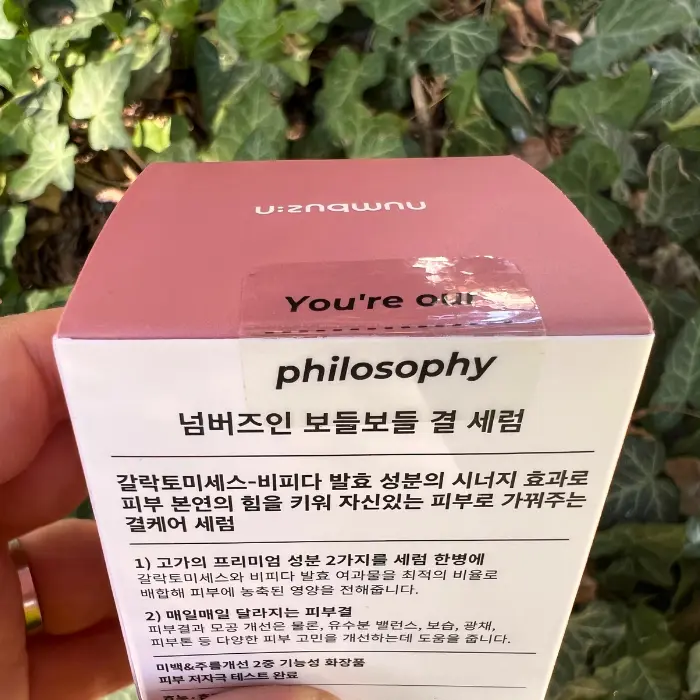 numbuz:n
You're our
philosophy
넘버즈인 보들보들 결 세럼
갈락토미세스-비피다 발효 성분의 시너지 효과로
피부 본연의 힘을 키워 자신있는 피부로 가꿔주는
결케어 세럼
1) 고가의 프리미엄 성분 2가지를 세럼 한병에
갈락토미세스와 비피다 발효 여과물을 최적의 비율로
배합해 피부에 농축된 영양을 전해줍니다.
2) 매일매일 달라지는 피부결
피부결과 모공 개선은 물론, 유수분 밸런스, 보습, 광채,
피부톤 등 다양한 피부 고민을 개선하는데 도움을 줍니다.
미백&주름개선 2중 기능성 화장품
피부 저자극 테스트 완료